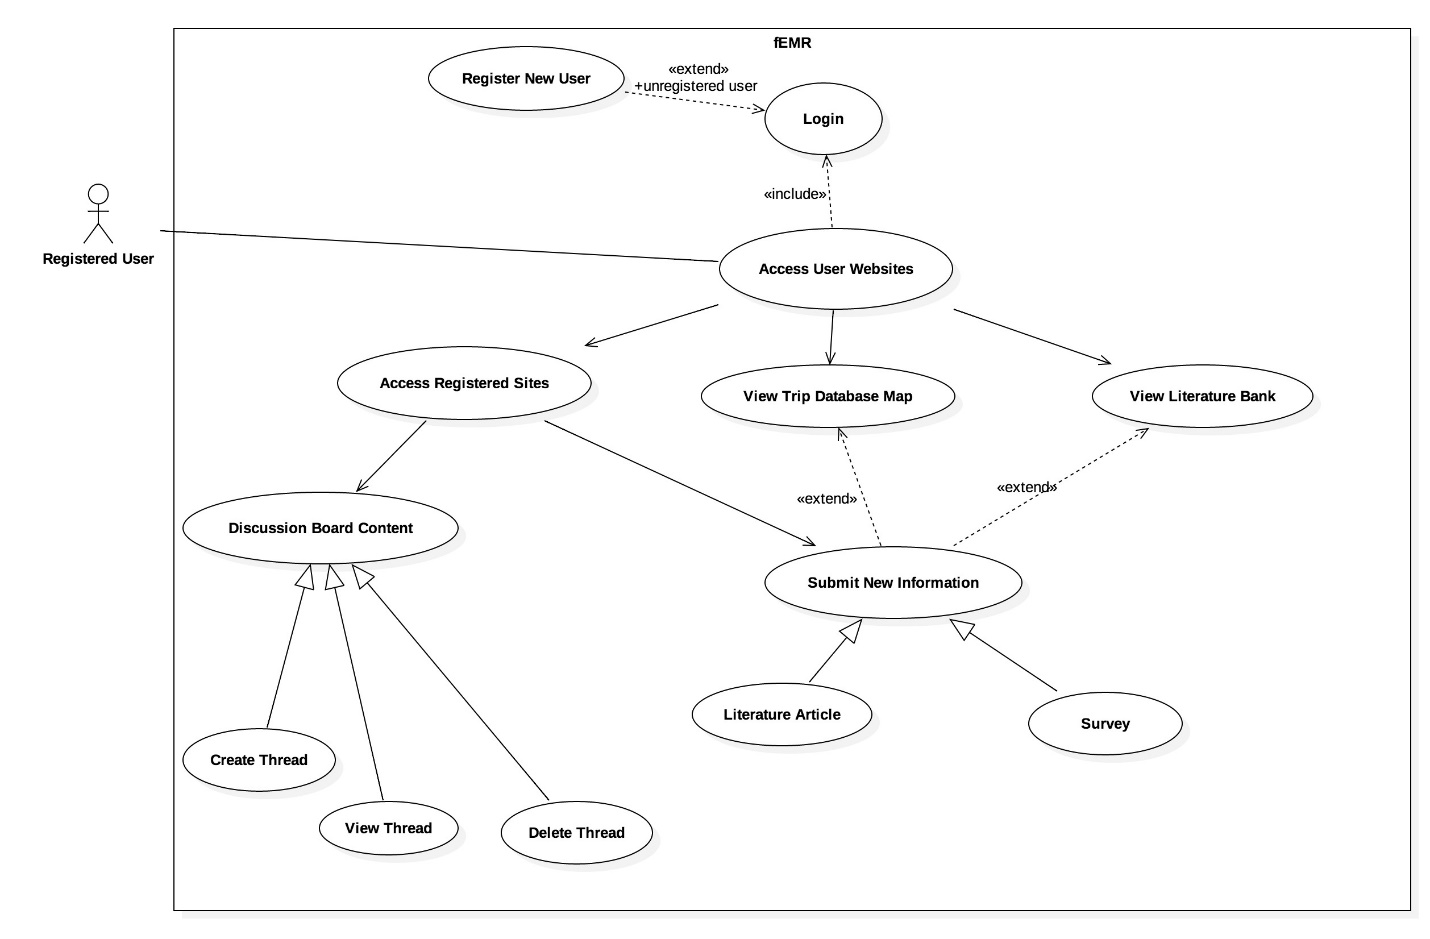 fEMR
Register New User
«extend»
+unregistered user
Login
«include»
Registered User
Access User Websites
Access Registered Sites
View Trip Database Map
View Literature Bank
«extend»
«extend»
Discussion Board Content
Submit New Information
Literature Article
Survey
Create Thread
View Thread
Delete Thread